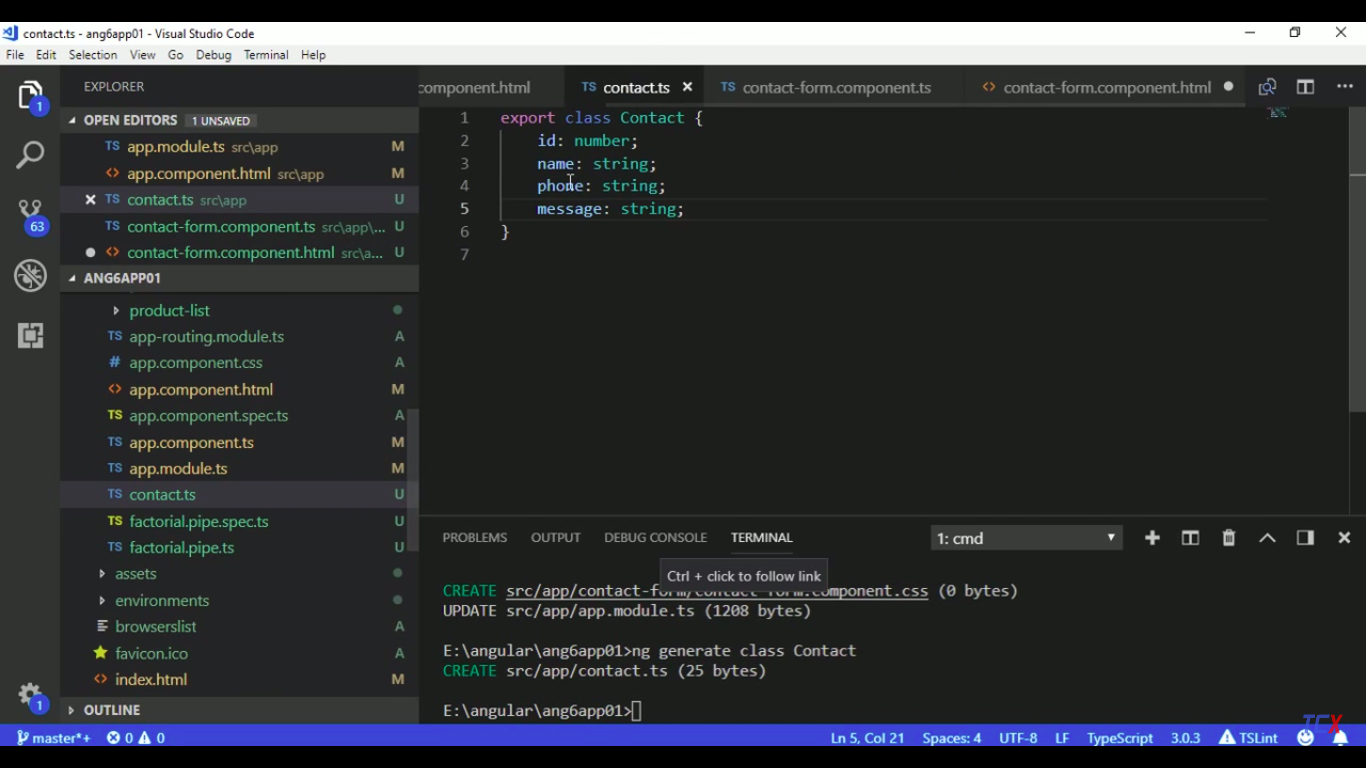 contact.ts - ang6app01 - Visual Studio Code
File Edit Selection View Go Debug Terminal Help
EXPLORER
component.html
TS contact.ts
TS contact-form.component.ts
<> contact-form.component.html
OPEN EDITORS 1 UNSAVED
TS app.module.ts src\app M
<> app.component.html src\app M
TS contact.ts src\app U
TS contact-form.component.ts src\app\... U
<> contact-form.component.html src\a... U
ANG6APP01
product-list
TS app-routing.module.ts A
# app.component.css A
<> app.component.html M
TS app.component.spec.ts A
TS app.component.ts M
TS app.module.ts M
TS contact.ts U
TS factorial.pipe.spec.ts U
TS factorial.pipe.ts U
assets
environments
browserslist A
favicon.ico A
<> index.html M
OUTLINE
1
63
1
1 export class Contact {
2 id: number;
3 name: string;
4 phone: string;
5 message: string;
6 }
7
PROBLEMS OUTPUT DEBUG CONSOLE TERMINAL 1: cmd
Ctrl + click to follow link
CREATE src/app/contact-form/contact-form.component.css (0 bytes)
UPDATE src/app/app.module.ts (1208 bytes)
E:\angular\ang6app01>ng generate class Contact
CREATE src/app/contact.ts (25 bytes)
E:\angular\ang6app01>
master*+ 0 0 Ln 5, Col 21 Spaces: 4 UTF-8 LF TypeScript 3.0.3 TSLint